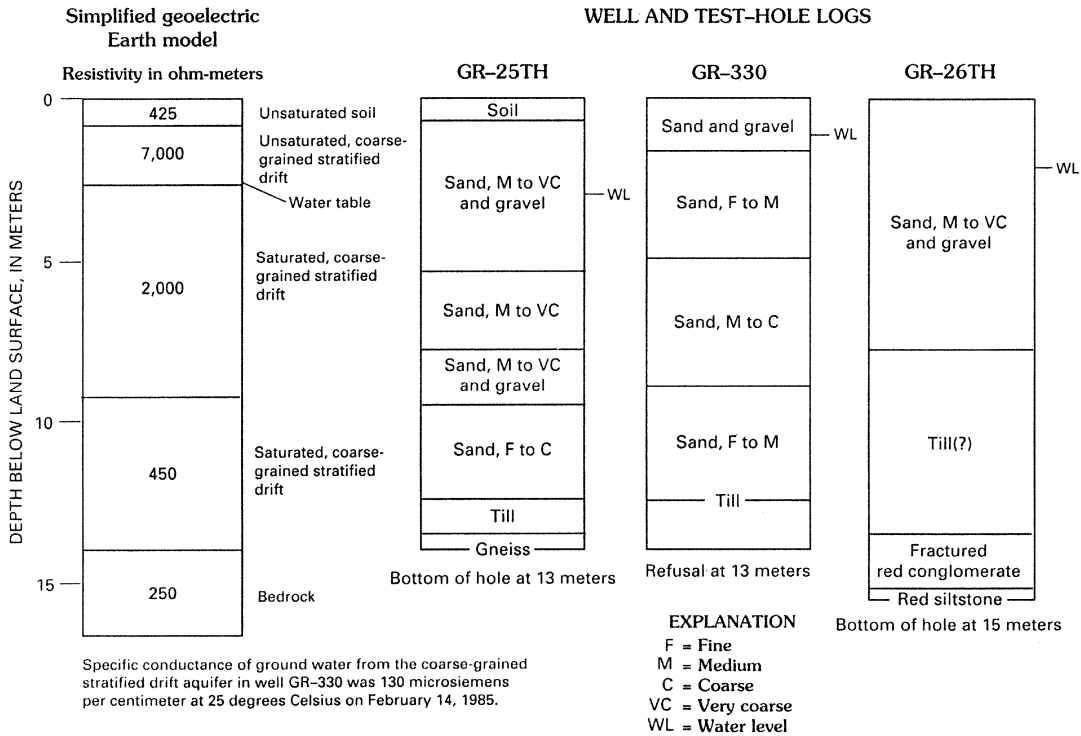 Simplified geoelectric
Earth model
Resistivity in ohm-meters
WELL AND TEST–HOLE LOGS
GR–25TH
GR–330
GR–26TH
DEPTH BELOW LAND SURFACE, IN METERS
0
5
10
15
425
7,000
2,000
450
250
Unsaturated soil
Unsaturated, coarse-
grained stratified
drift
Water table
Saturated, coarse-
grained stratified
drift
Saturated, coarse-
grained stratified
drift
Bedrock
Soil
Sand, M to VC
and gravel
WL
Sand, M to VC
Sand, M to VC
and gravel
Sand, F to C
Till
Gneiss
Bottom of hole at 13 meters
Sand and gravel
WL
Sand, F to M
Sand, M to C
Sand, F to M
Till
Refusal at 13 meters
WL
Sand, M to VC
and gravel
Till(?)
Fractured
red conglomerate
Red siltstone
Bottom of hole at 15 meters
EXPLANATION
F = Fine
M = Medium
C = Coarse
VC = Very coarse
WL = Water level
Specific conductance of ground water from the coarse-grained
stratified drift aquifer in well GR–330 was 130 microsiemens
per centimeter at 25 degrees Celsius on February 14, 1985.